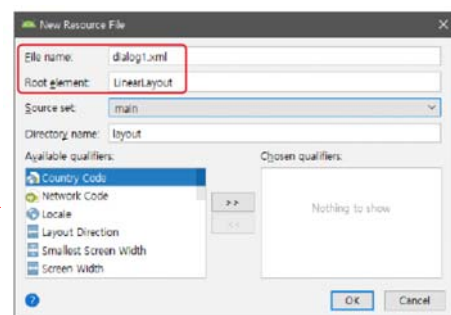 New Resource File
File name: dialog1.xml
Root element: LinearLayout
Source set: main
Directory name: layout
Available qualifiers:
Chosen qualifiers:
Country Code
Network Code
Locale
Layout Direction
Smallest Screen Width
Screen Width
>>
<<
Nothing to show
?
OK
Cancel